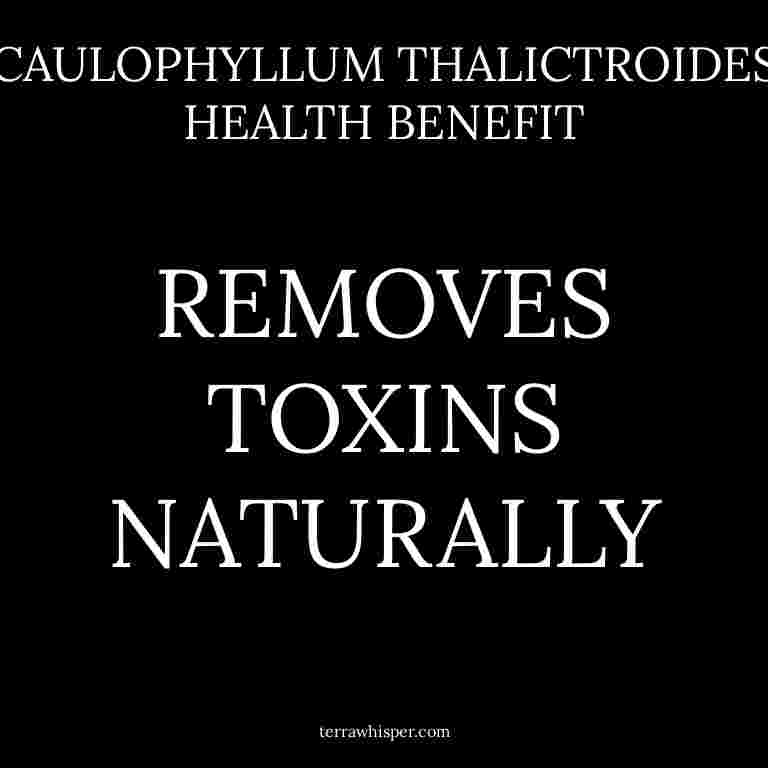 CAULOPHYLLUM THALICTROIDES
HEALTH BENEFIT
REMOVES
TOXINS
NATURALLY
terrawhisper.com